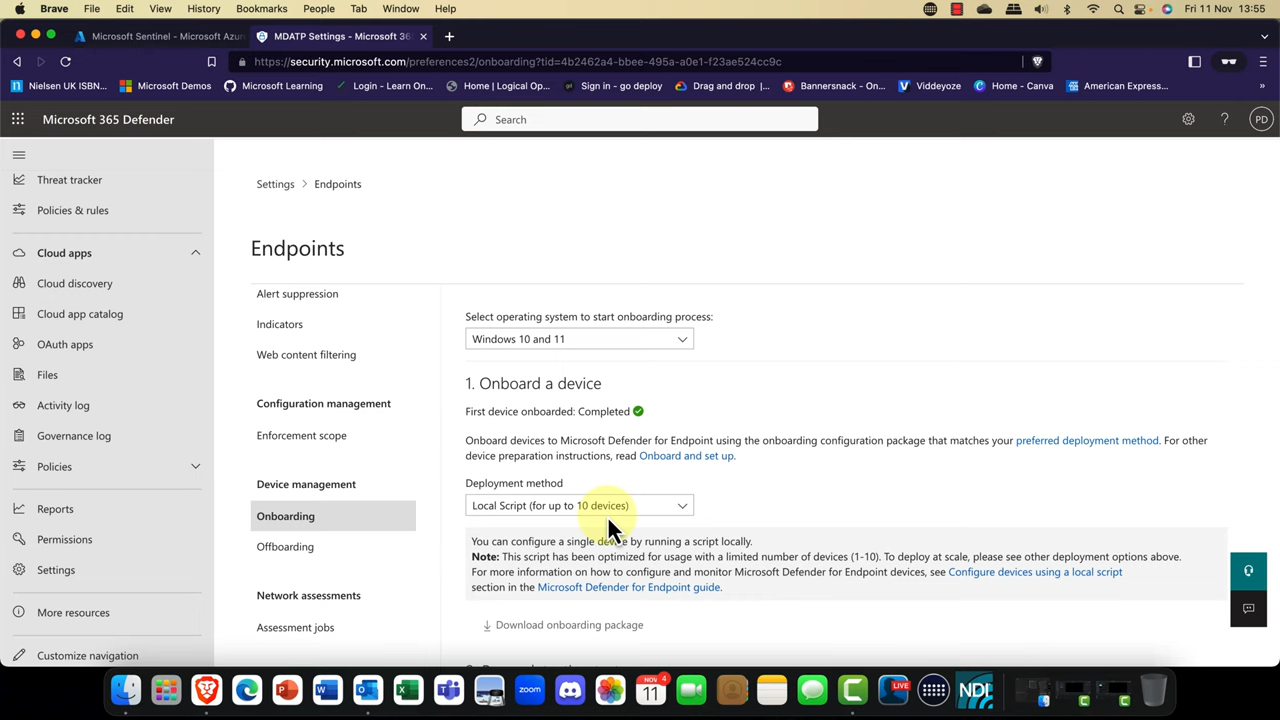 Brave File Edit View History Bookmarks People Tab Window Help
Fri 11 Nov 13:55
Microsoft Sentinel - Microsoft Azu
MDATP Settings - Microsoft 36
https://security.microsoft.com/preferences2/onboarding?tid=4b2462a4-bbee-495a-a0e1-f23ae524cc9c
Nielsen UK ISBN... Microsoft Demos Microsoft Learning Login - Learn On... Home | Logical Op... Sign in - go deploy Drag and drop |... Bannersnack - On... Viddeyoze Home - Canva American Express...
Microsoft 365 Defender
Search
PD
Threat tracker
Policies & rules
Cloud apps
Cloud discovery
Cloud app catalog
OAuth apps
Files
Activity log
Governance log
Policies
Reports
Permissions
Settings
More resources
Customize navigation
Settings > Endpoints
Endpoints
Alert suppression
Indicators
Web content filtering
Configuration management
Enforcement scope
Device management
Onboarding
Offboarding
Network assessments
Assessment jobs
Select operating system to start onboarding process:
Windows 10 and 11
1. Onboard a device
First device onboarded: Completed
Onboard devices to Microsoft Defender for Endpoint using the onboarding configuration package that matches your preferred deployment method. For other
device preparation instructions, read Onboard and set up.
Deployment method
Local Script (for up to 10 devices)
You can configure a single device by running a script locally.
Note: This script has been optimized for usage with a limited number of devices (1-10). To deploy at scale, please see other deployment options above.
For more information on how to configure and monitor Microsoft Defender for Endpoint devices, see Configure devices using a local script
section in the Microsoft Defender for Endpoint guide.
Download onboarding package
NOV 4
11
zoom
LIVE
NDI